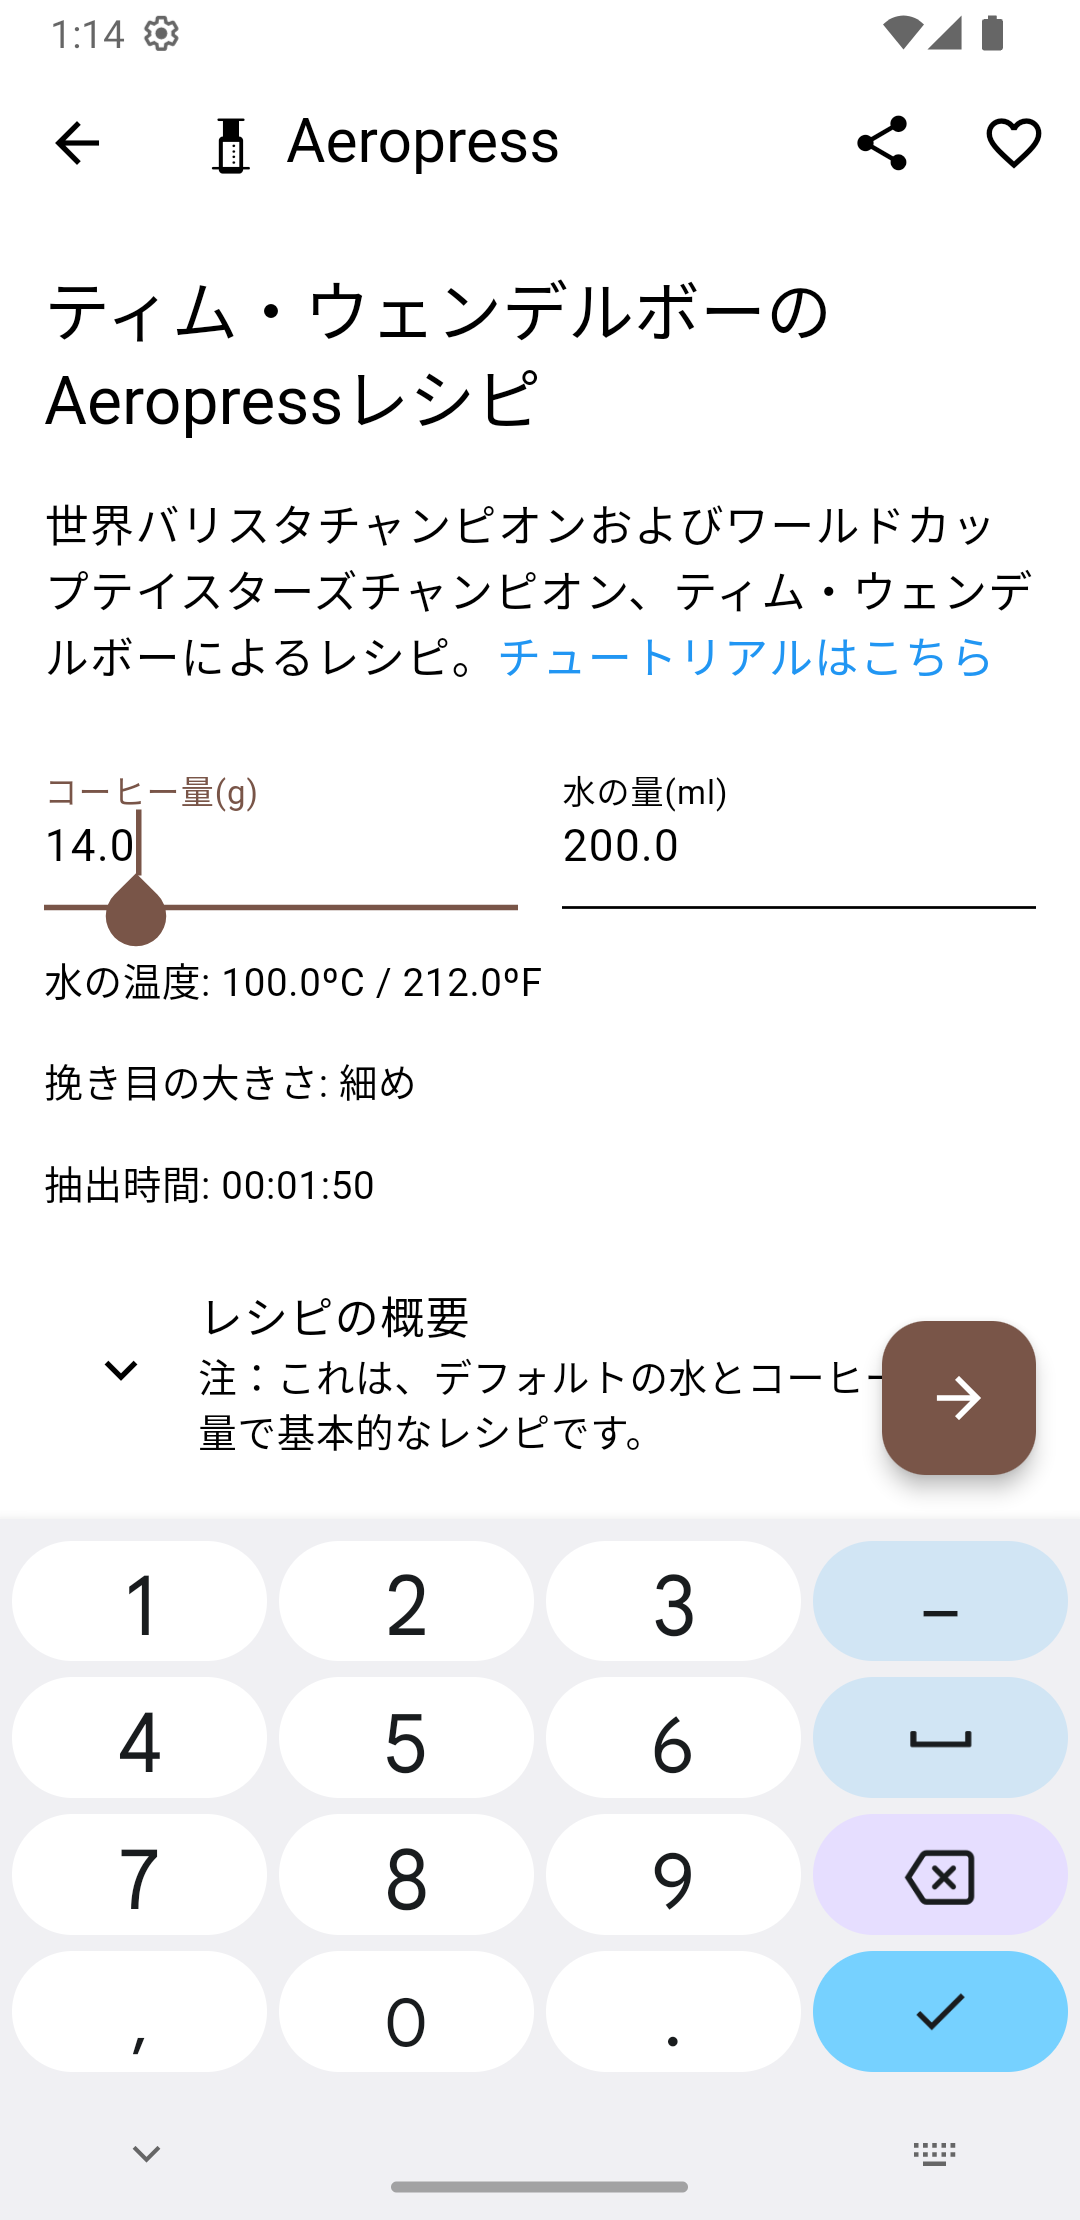 1:14
Aeropress
ティム・ウェンデルボーの
Aeropressレシピ
世界バリスタチャンピオンおよびワールドカッ
プテイスターズチャンピオン、ティム・ウェンデ
ルボーによるレシピ。チュートリアルはこちら
コーヒー量(g)
水の量(ml)
14.0
200.0
水の温度: 100.0ºC / 212.0ºF
挽き目の大きさ: 細め
抽出時間: 00:01:50
レシピの概要
注：これは、デフォルトの水とコーヒー
量で基本的なレシピです。
1 2 3 –
4 5 6
7 8 9
, 0 .